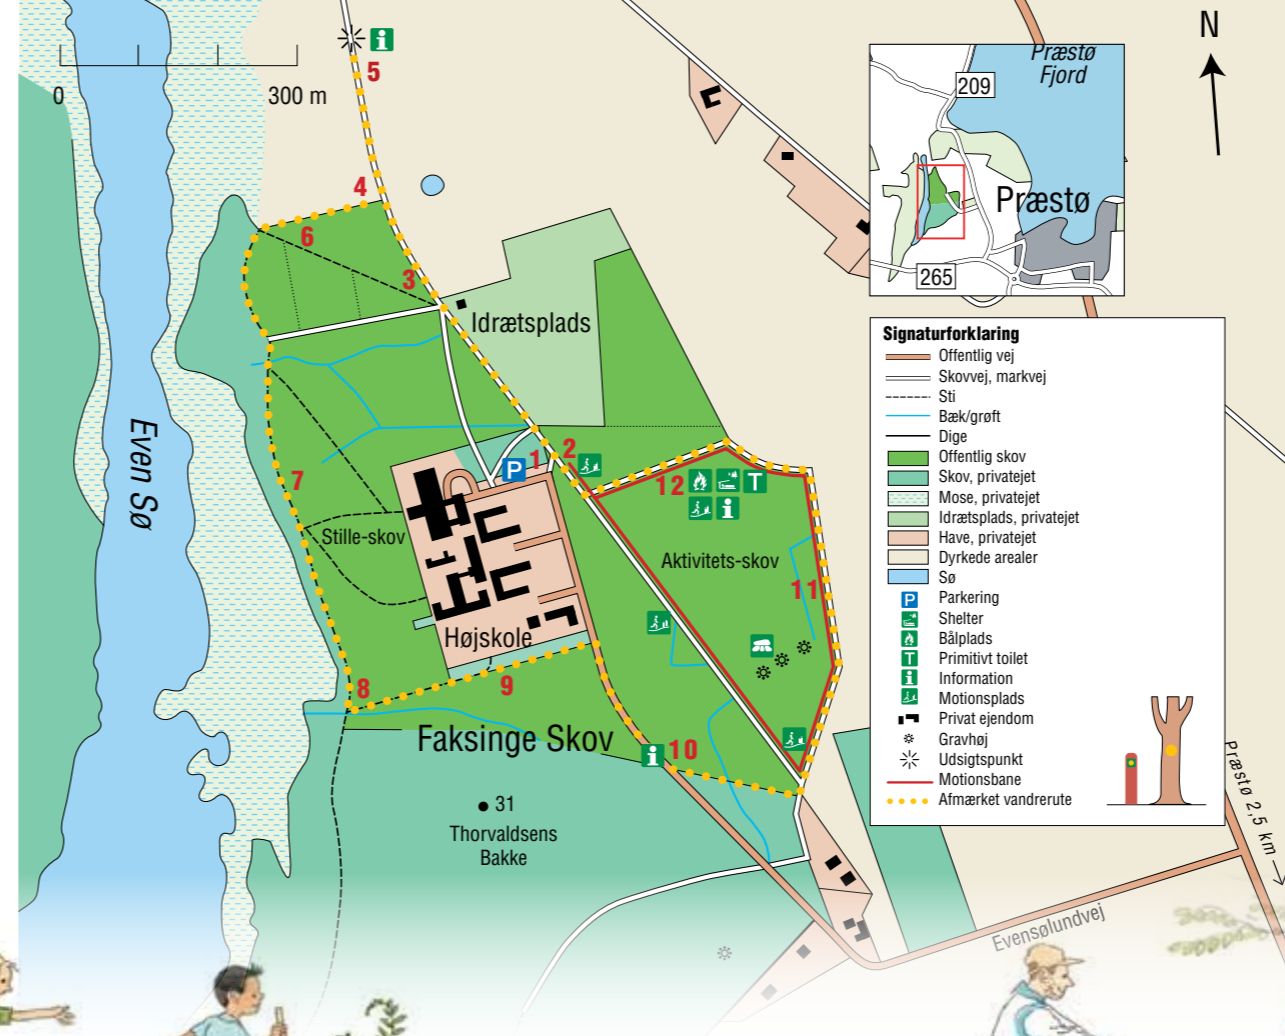 N
5
0
300 m
4
6
3
Idrætsplads
Even Sø
1
2
P
12
T
7
Stille-skov
Aktivitets-skov
11
Højskole
8
9
Faksinge Skov
10
31
Thorvaldsens
Bakke
Evensølundvej
Præstø 2,5 km
Præstø
Fjord
209
Præstø
265
Signaturforklaring
Offentlig vej
Skovvej, markvej
Sti
Bæk/grøft
Dige
Offentlig skov
Skov, privatejet
Mose, privatejet
Idrætsplads, privatejet
Have, privatejet
Dyrkede arealer
Sø
P Parkering
Shelter
Bålplads
T Primitivt toilet
i Information
Motionsplads
Privat ejendom
Gravhøj
Udsigtspunkt
Motionsbane
Afmærket vandrerute